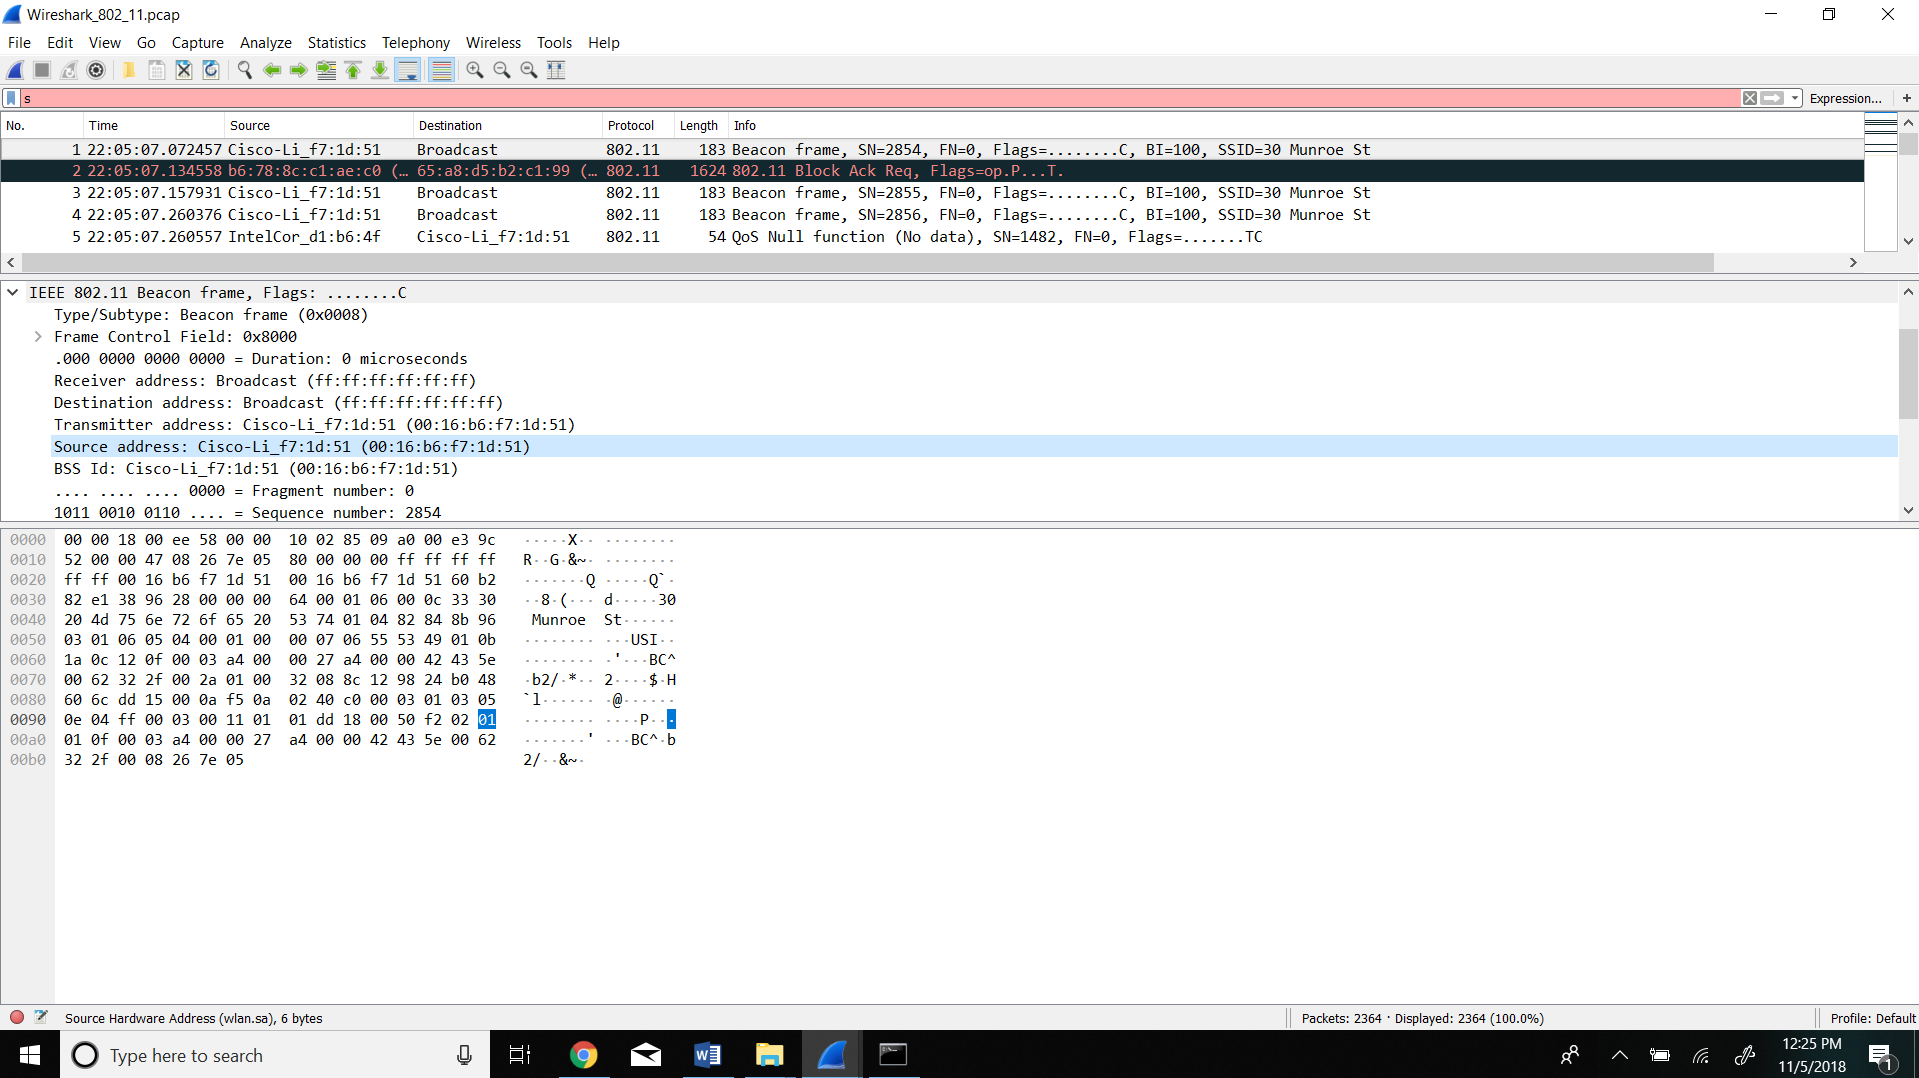 Wireshark_802_11.pcap
File Edit View Go Capture Analyze Statistics Telephony Wireless Tools Help
s Expression... +
No. Time Source Destination Protocol Length Info
1 22:05:07.072457 Cisco-Li_f7:1d:51 Broadcast 802.11 183 Beacon frame, SN=2854, FN=0, Flags=........C, BI=100, SSID=30 Munroe St
2 22:05:07.134558 b6:78:8c:c1:ae:c0 (… 65:a8:d5:b2:c1:99 (… 802.11 1624 802.11 Block Ack Req, Flags=op.P...T.
3 22:05:07.157931 Cisco-Li_f7:1d:51 Broadcast 802.11 183 Beacon frame, SN=2855, FN=0, Flags=........C, BI=100, SSID=30 Munroe St
4 22:05:07.260376 Cisco-Li_f7:1d:51 Broadcast 802.11 183 Beacon frame, SN=2856, FN=0, Flags=........C, BI=100, SSID=30 Munroe St
5 22:05:07.260557 IntelCor_d1:b6:4f Cisco-Li_f7:1d:51 802.11 54 QoS Null function (No data), SN=1482, FN=0, Flags=.......TC
IEEE 802.11 Beacon frame, Flags: ........C
Type/Subtype: Beacon frame (0x0008)
Frame Control Field: 0x8000
.000 0000 0000 0000 = Duration: 0 microseconds
Receiver address: Broadcast (ff:ff:ff:ff:ff:ff)
Destination address: Broadcast (ff:ff:ff:ff:ff:ff)
Transmitter address: Cisco-Li_f7:1d:51 (00:16:b6:f7:1d:51)
Source address: Cisco-Li_f7:1d:51 (00:16:b6:f7:1d:51)
BSS Id: Cisco-Li_f7:1d:51 (00:16:b6:f7:1d:51)
.... .... .... 0000 = Fragment number: 0
1011 0010 0110 .... = Sequence number: 2854
0000 00 00 18 00 ee 58 00 00 10 02 85 09 a0 00 e3 9c ·····X·· ········
0010 52 00 00 47 08 26 7e 05 80 00 00 00 ff ff ff ff R··G·&~· ········
0020 ff ff 00 16 b6 f7 1d 51 00 16 b6 f7 1d 51 60 b2 ·······Q ·····Q`·
0030 82 e1 38 96 28 00 00 00 64 00 01 06 00 0c 33 30 ··8·(··· d·····30
0040 20 4d 75 6e 72 6f 65 20 53 74 01 04 82 84 8b 96 Munroe St······
0050 03 01 06 05 04 00 01 00 00 07 06 55 53 49 01 0b ········ ···USI··
0060 1a 0c 12 0f 00 03 a4 00 00 27 a4 00 00 42 43 5e ········ ·'···BC^
0070 00 62 32 2f 00 2a 01 00 32 08 8c 12 98 24 b0 48 ·b2/·*·· 2····$·H
0080 60 6c dd 15 00 0a f5 0a 02 40 c0 00 03 01 03 05 `l······ ·@······
0090 0e 04 ff 00 03 00 11 01 01 dd 18 00 50 f2 02 01 ········ ····P···
00a0 01 0f 00 03 a4 00 00 27 a4 00 00 42 43 5e 00 62 ·······' ···BC^·b
00b0 32 2f 00 08 26 7e 05 2/··&~·
Source Hardware Address (wlan.sa), 6 bytes Packets: 2364 · Displayed: 2364 (100.0%) Profile: Default
Type here to search 12:25 PM
11/5/2018 1